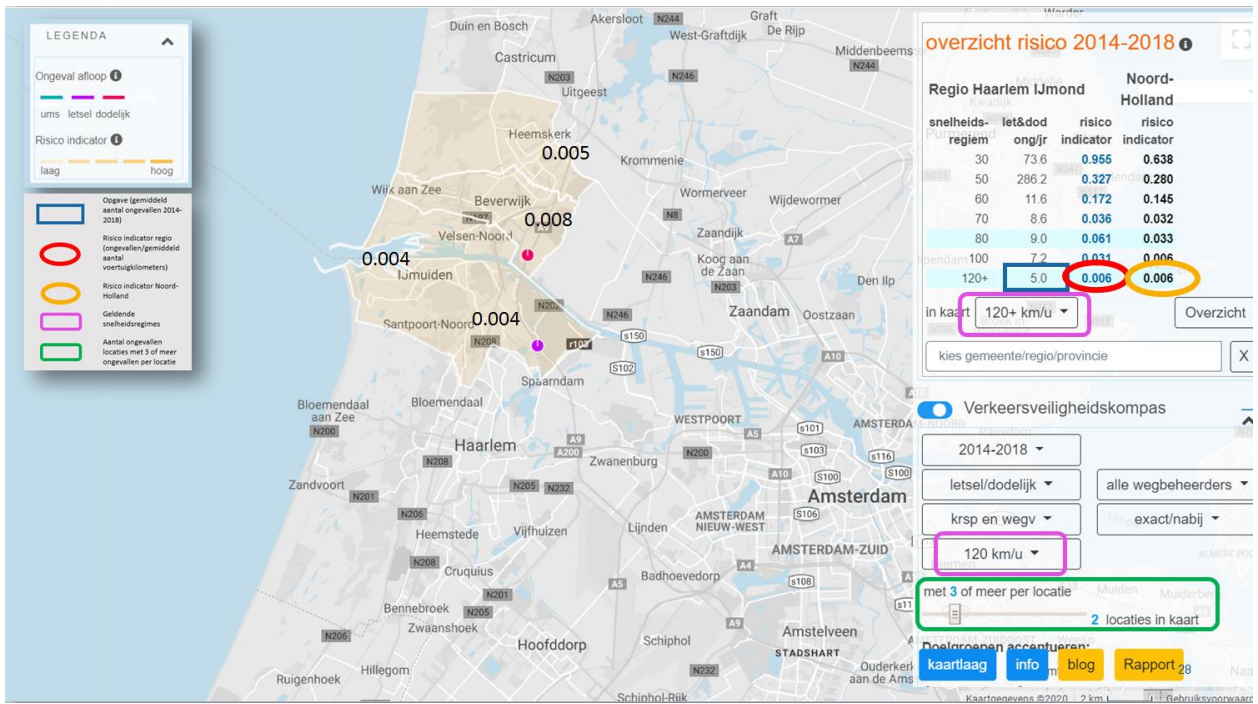 LEGENDA
Ongeval afloop
ums letsel dodelijk
Risico indicator
laag hoog
Opgave (gemiddeld
aantal ongevallen 2014-
2018)
Risico indicator regio
(ongevallen/gemiddeld
aantal
voertuigkilometers)
Risico indicator Noord-
Holland
Geldende
snelheidsregimes
Aantal ongevallen
locaties met 3 of meer
ongevallen per locatie
Duin en Bosch
Akersloot N244
Graft
De Rijp
West-Graftdijk
Castricum
Middenbeems
N244
N203 N246
Uitgeest
Heemskerk
0.005
Krommenie
Wijk aan Zee
Beverwijk
Wormerveer
Wijdewormer
0.008
N8
Velsen-Noord
Zaandijk
A7
0.004
IJmuiden
Koog aan
de Zaan
N246
N203
Den Ilp
N202
N246
Zaandam
Oostzaan
Santpoort-Noord
0.004
N208
s150
s150
A10
s102
Spaarndam
Bloemendaal
aan Zee
Bloemendaal
N200
WESTPOORT
A5
s101
AMSTERDAM-NOORD
Haarlem
A9
A200
N208
N200
s103
s116
Zwanenburg
A10
s100
s100
Zandvoort
N201
N205 N232
Amsterdam
N206
AMSTERDAM
NIEUW-WEST
s106
Heemstede
Vijfhuizen
Lijnden
AMSTERDAM-ZUID
N208
Cruquius
A4
Badhoevedorp
A5
s108
N201
Bennebroek
N205
Zwaanshoek
A9
Amstelveen
STADSHART
N206
Hoofddorp
Schiphol
Hillegom
N232
Ouderkerk
aan de Ams
Ruigenhoek
Schiphol-Rijk
overzicht risico 2014-2018
Regio Haarlem IJmond
Noord-
Holland
snelheids-
regiem let&dod
ong/jr risico
indicator risico
indicator
30 73.6 0.955 0.638
50 286.2 0.327 0.280
60 11.6 0.172 0.145
70 8.6 0.036 0.032
80 9.0 0.061 0.033
100 7.2 0.031 0.006
120+ 5.0 0.006 0.006
in kaart 120+ km/u Overzicht
kies gemeente/regio/provincie X
Verkeersveiligheidskompas
2014-2018
letsel/dodelijk alle wegbeheerders
krsp en wegv exact/nabij
120 km/u
met 3 of meer per locatie
2 locaties in kaart
Doelgroepen accentueren:
kaartlaag info blog Rapport 28
Kaartgegevens ©2020 2 km Gebruiksvoorwaard